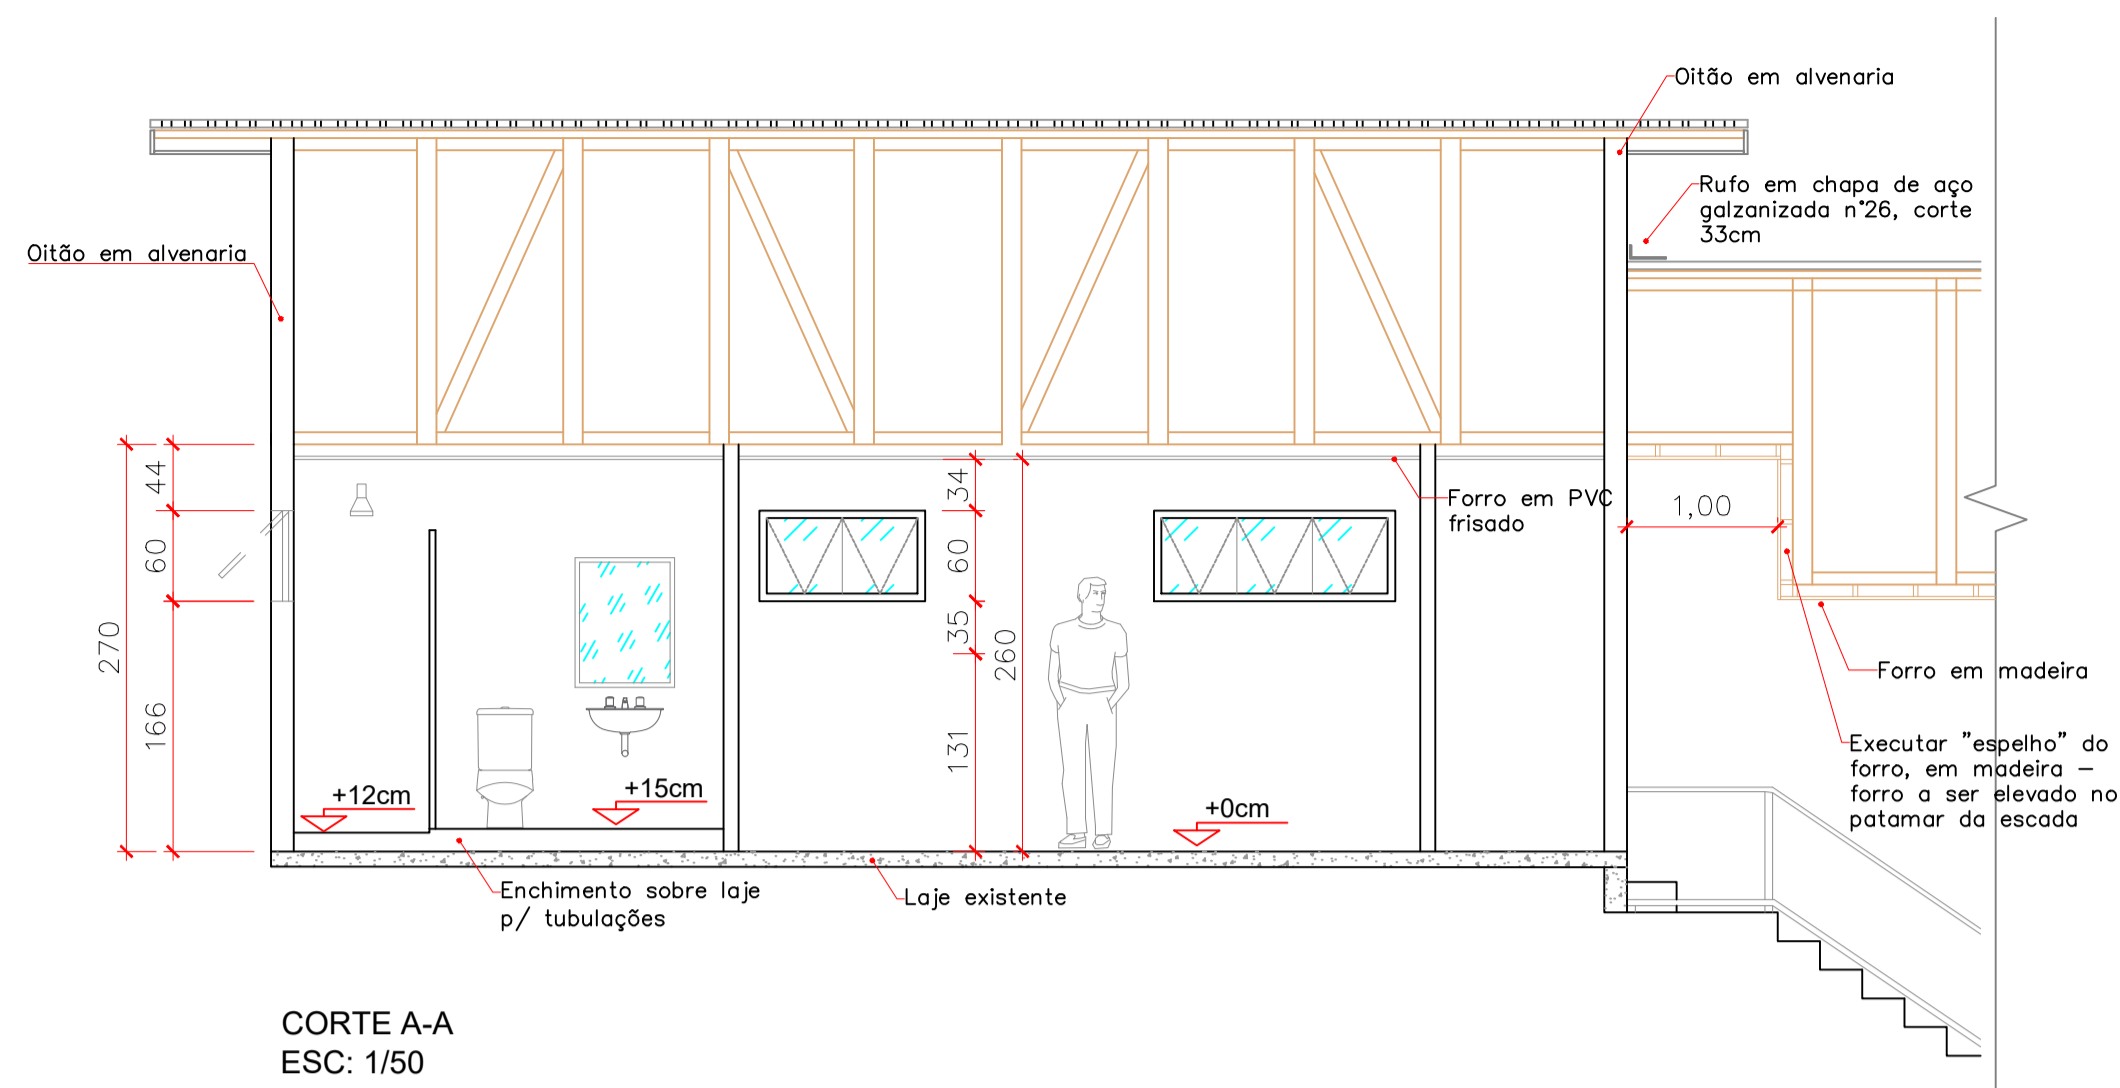 Oitão em alvenaria
Rufo em chapa de aço
galzanizada n°26, corte
33cm
Oitão em alvenaria
44
34
Forro em PVC
frisado
1,00
60
60
270
35
260
166
131
Forro em madeira
Executar "espelho" do
forro, em madeira –
forro a ser elevado no
patamar da escada
+12cm
+15cm
+0cm
Enchimento sobre laje
p/ tubulações
Laje existente
CORTE A-A
ESC: 1/50